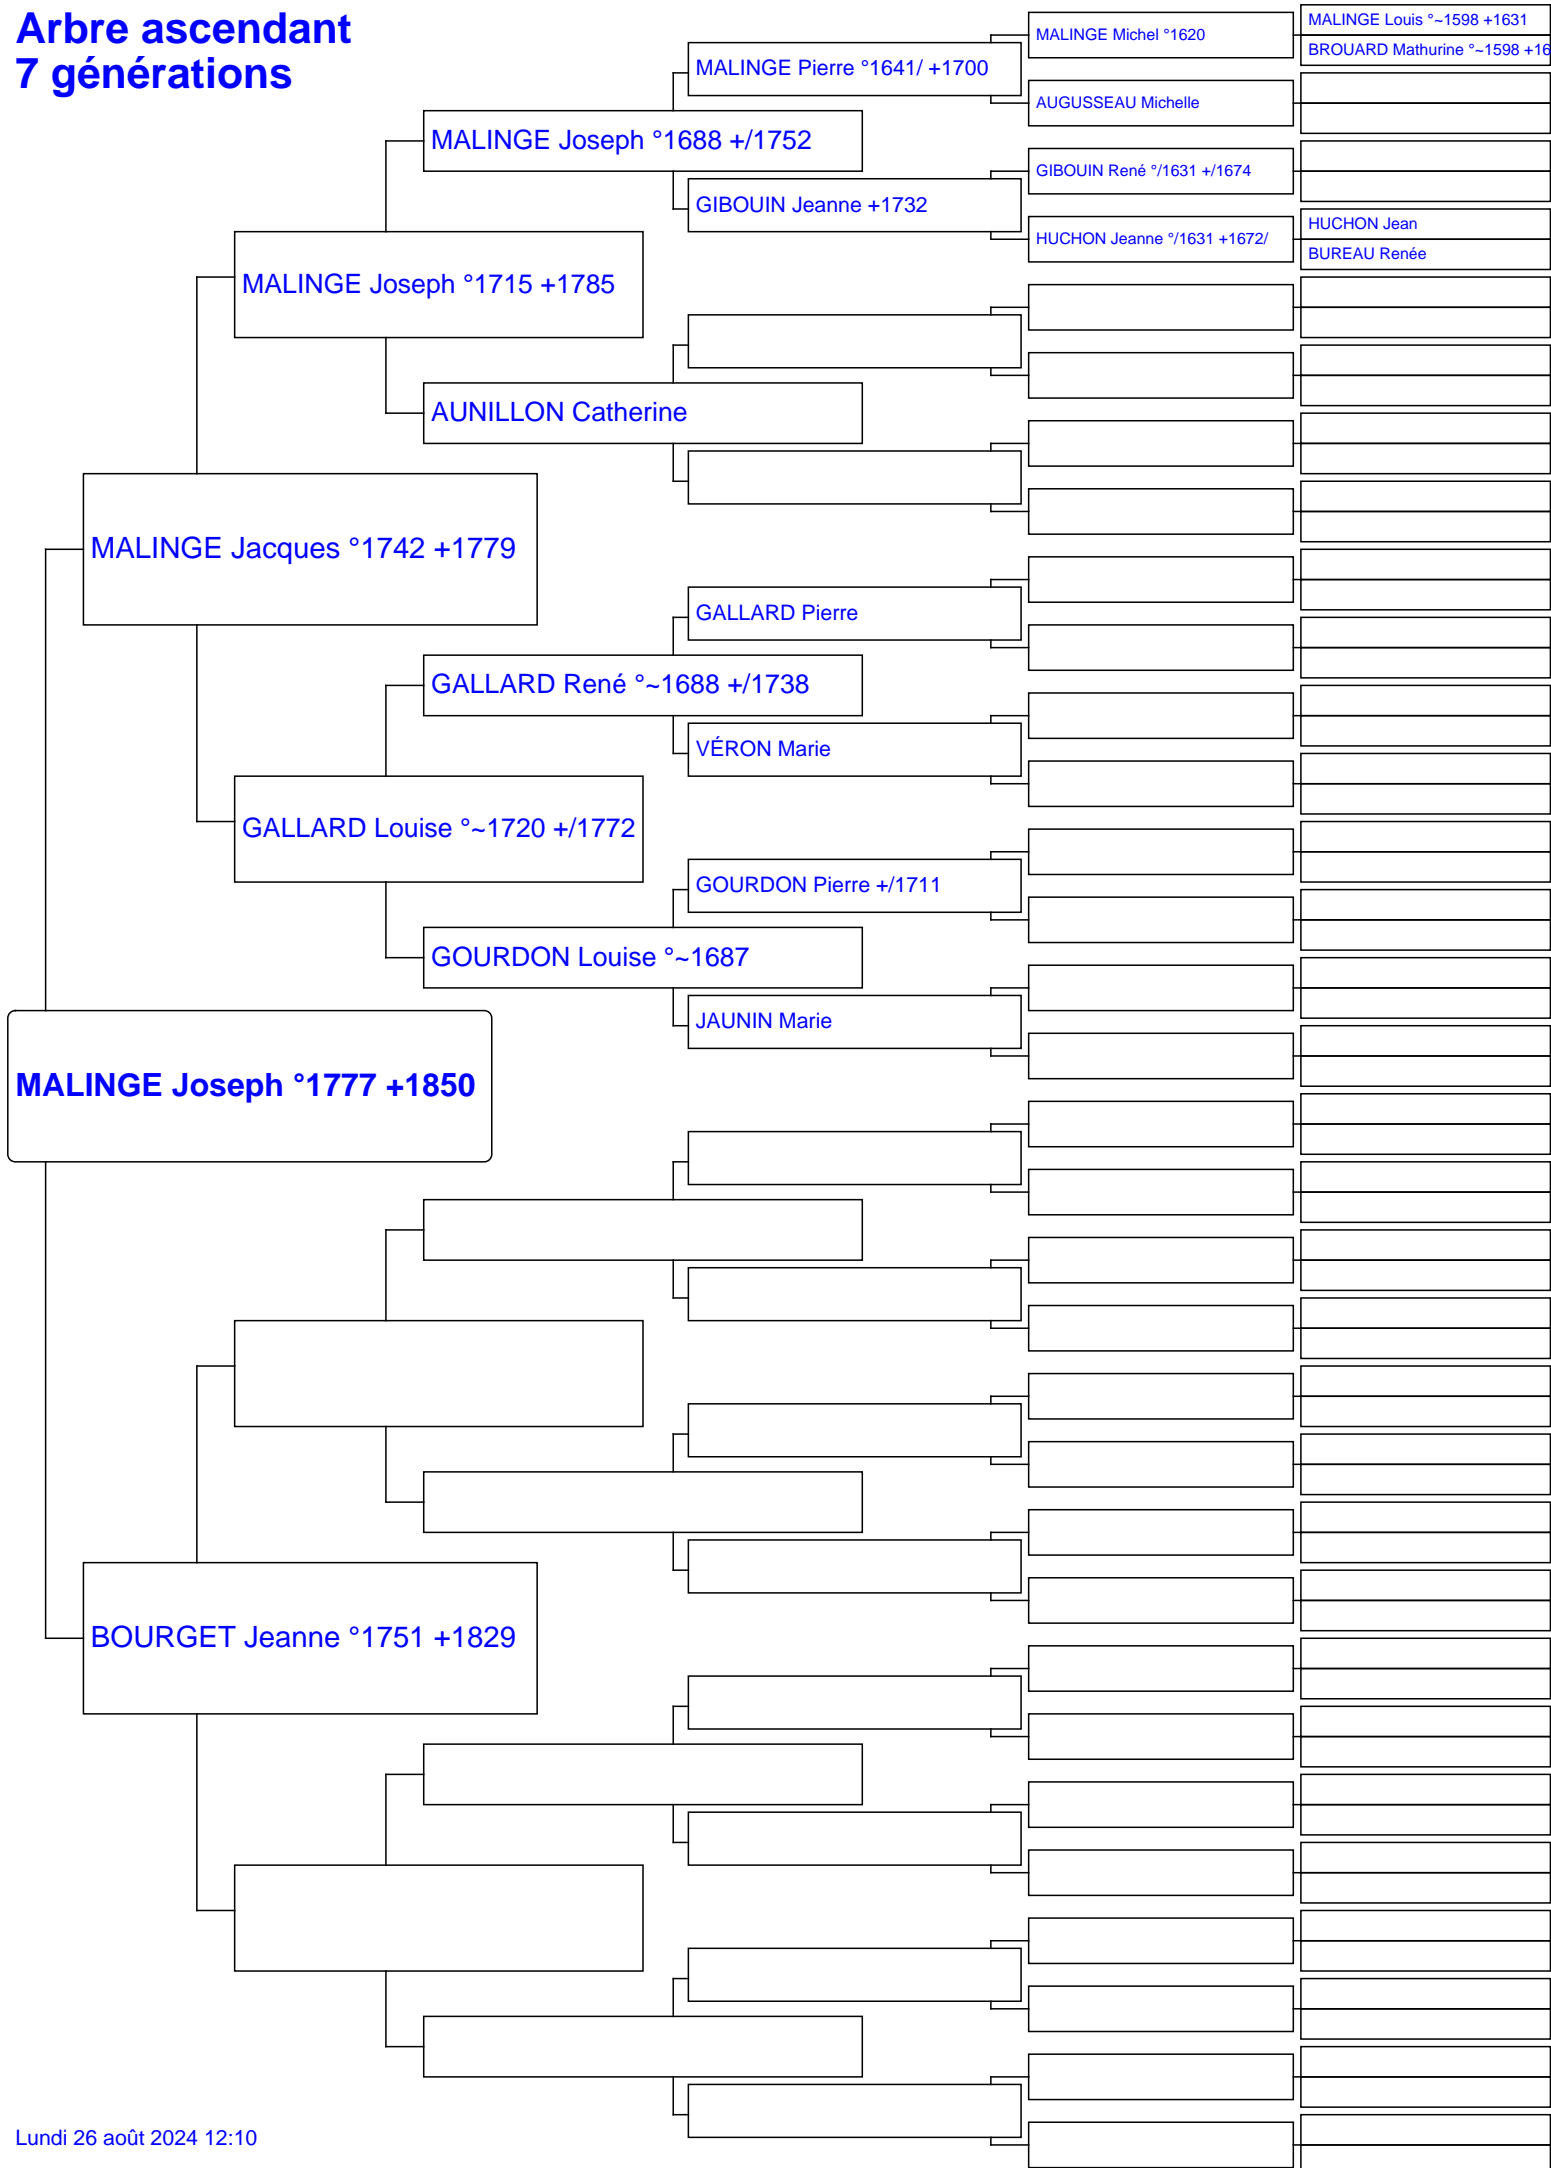 Arbre ascendant
7 générations
MALINGE Louis °~1598 +1631
MALINGE Michel °1620
BROUARD Mathurine °~1598 +16
MALINGE Pierre °1641/ +1700
AUGUSSEAU Michelle
MALINGE Joseph °1688 +/1752
GIBOUIN René °/1631 +/1674
GIBOUIN Jeanne +1732
HUCHON Jean
HUCHON Jeanne °/1631 +1672/
BUREAU Renée
MALINGE Joseph °1715 +1785
AUNILLON Catherine
MALINGE Jacques °1742 +1779
GALLARD Pierre
GALLARD René °~1688 +/1738
VÉRON Marie
GALLARD Louise °~1720 +/1772
GOURDON Pierre +/1711
GOURDON Louise °~1687
JAUNIN Marie
MALINGE Joseph °1777 +1850
BOURGET Jeanne °1751 +1829
Lundi 26 août 2024 12:10